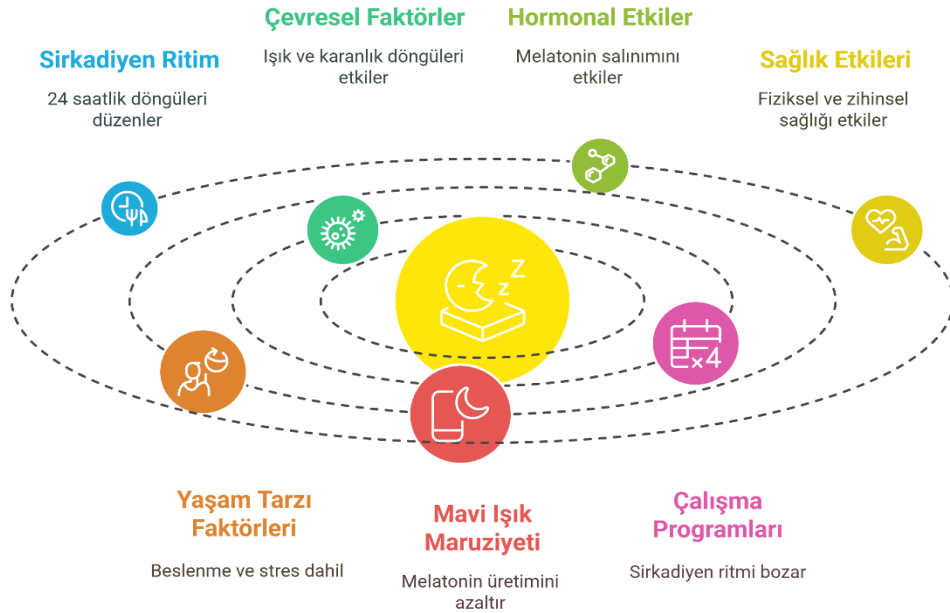 Çevresel Faktörler
Işık ve karanlık döngüleri
etkiler
Hormonal Etkiler
Melatonin salınımını
etkiler
Sirkadiyen Ritim
24 saatlik döngüleri
düzenler
Sağlık Etkileri
Fiziksel ve zihinsel
sağlığı etkiler
z
Z
×4
Yaşam Tarzı
Faktörleri
Beslenme ve stres dahil
Mavi Işık
Maruziyeti
Melatonin üretimini
azaltır
Çalışma
Programları
Sirkadiyen ritmi bozar